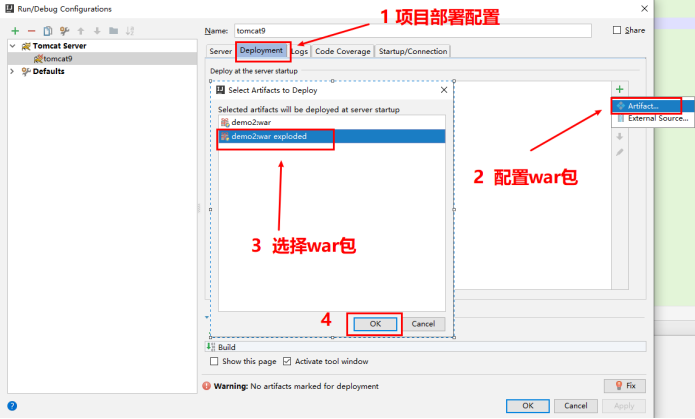 Run/Debug Configurations
1 项目部署配置
Name: tomcat9
Share
Tomcat Server
tomcat9
Defaults
Server Deployment Logs Code Coverage Startup/Connection
Deploy at the server startup
Select Artifacts to Deploy
Selected artifacts will be deployed at server startup
demo2:war
demo2:war exploded
Artifact...
External Source...
2 配置war包
3 选择war包
4
OK Cancel
Build
Show this page Activate tool window
Warning: No artifacts marked for deployment
Fix
OK Cancel Apply